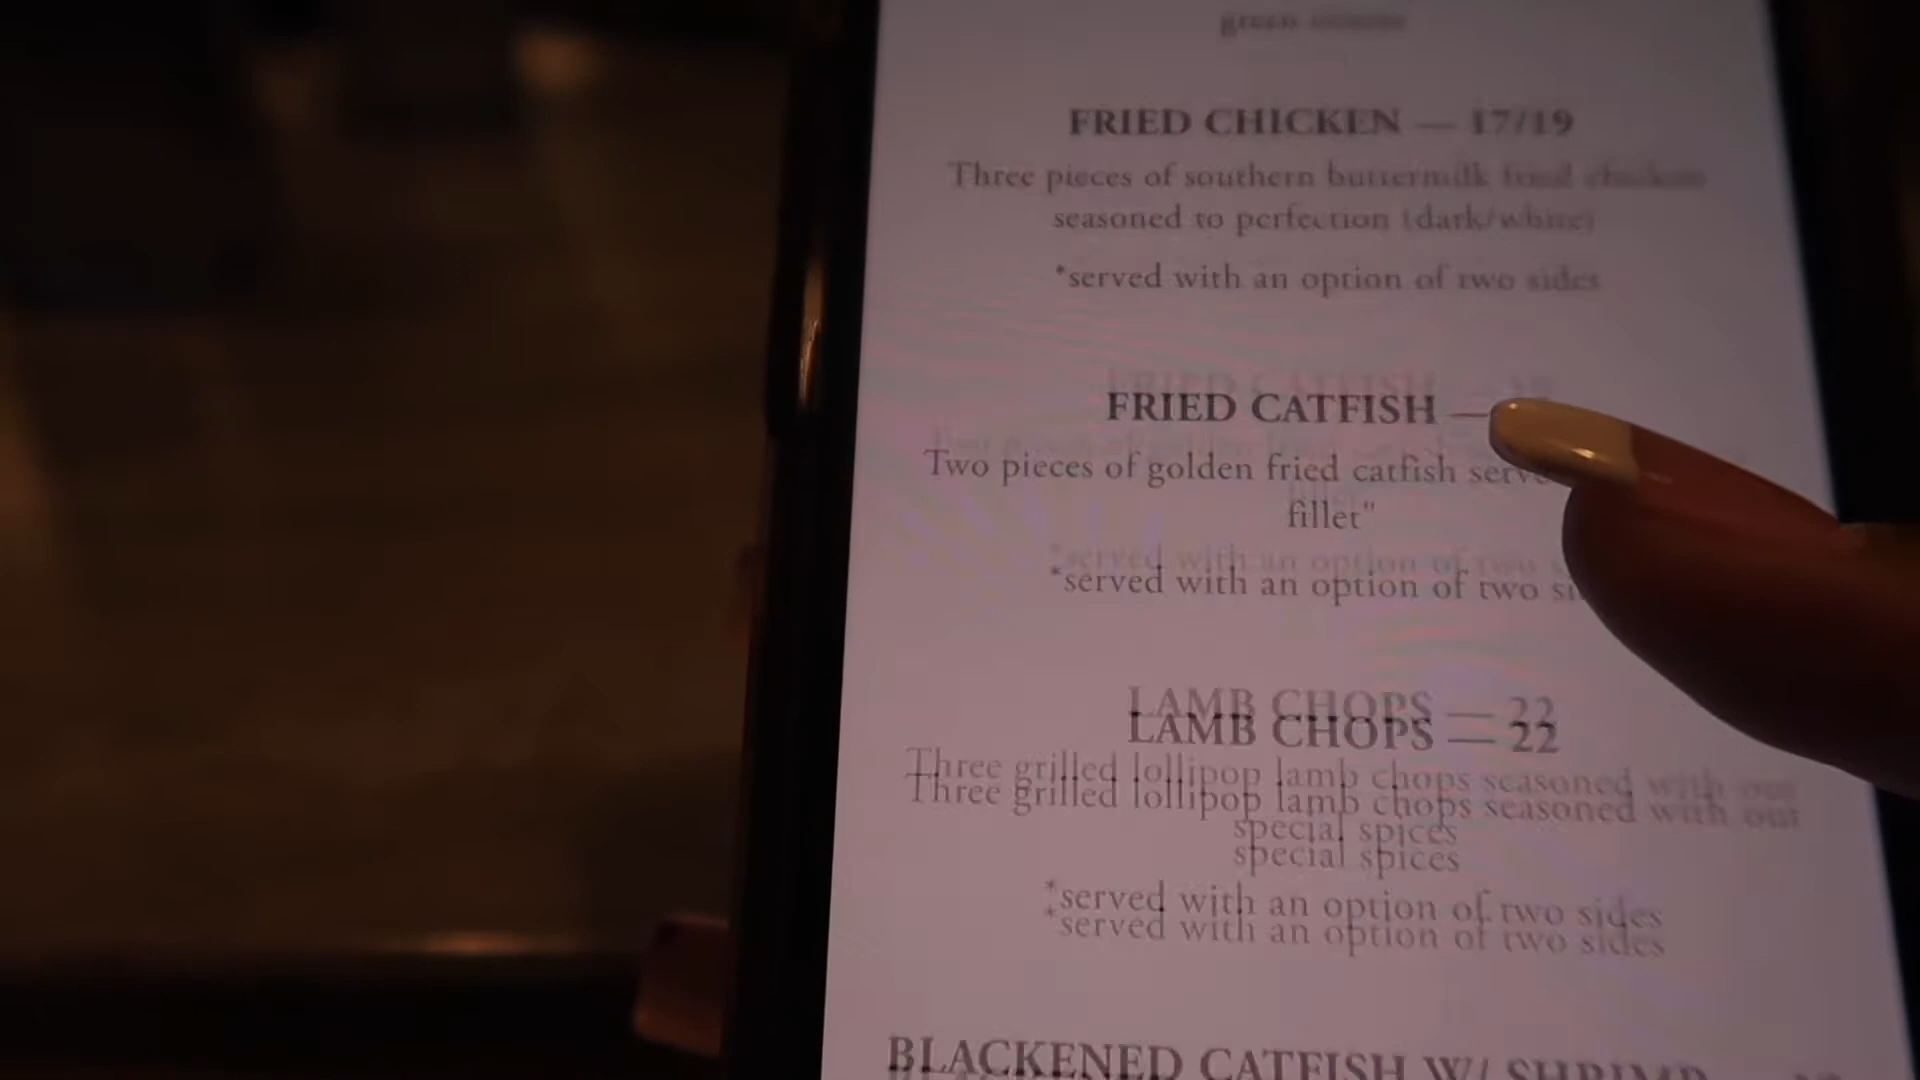 green onions
FRIED CHICKEN — 17/19
Three pieces of southern buttermilk fried chicken
seasoned to perfection (dark/white)
*served with an option of two sides
FRIED CATFISH —
Two pieces of golden fried catfish
fillet"
*served with an option of two
LAMB CHOPS — 22
Three grilled lollipop lamb chops seasoned with our
special spices
*served with an option of two sides
BLACKENED CATFISH W/ SHRIMP